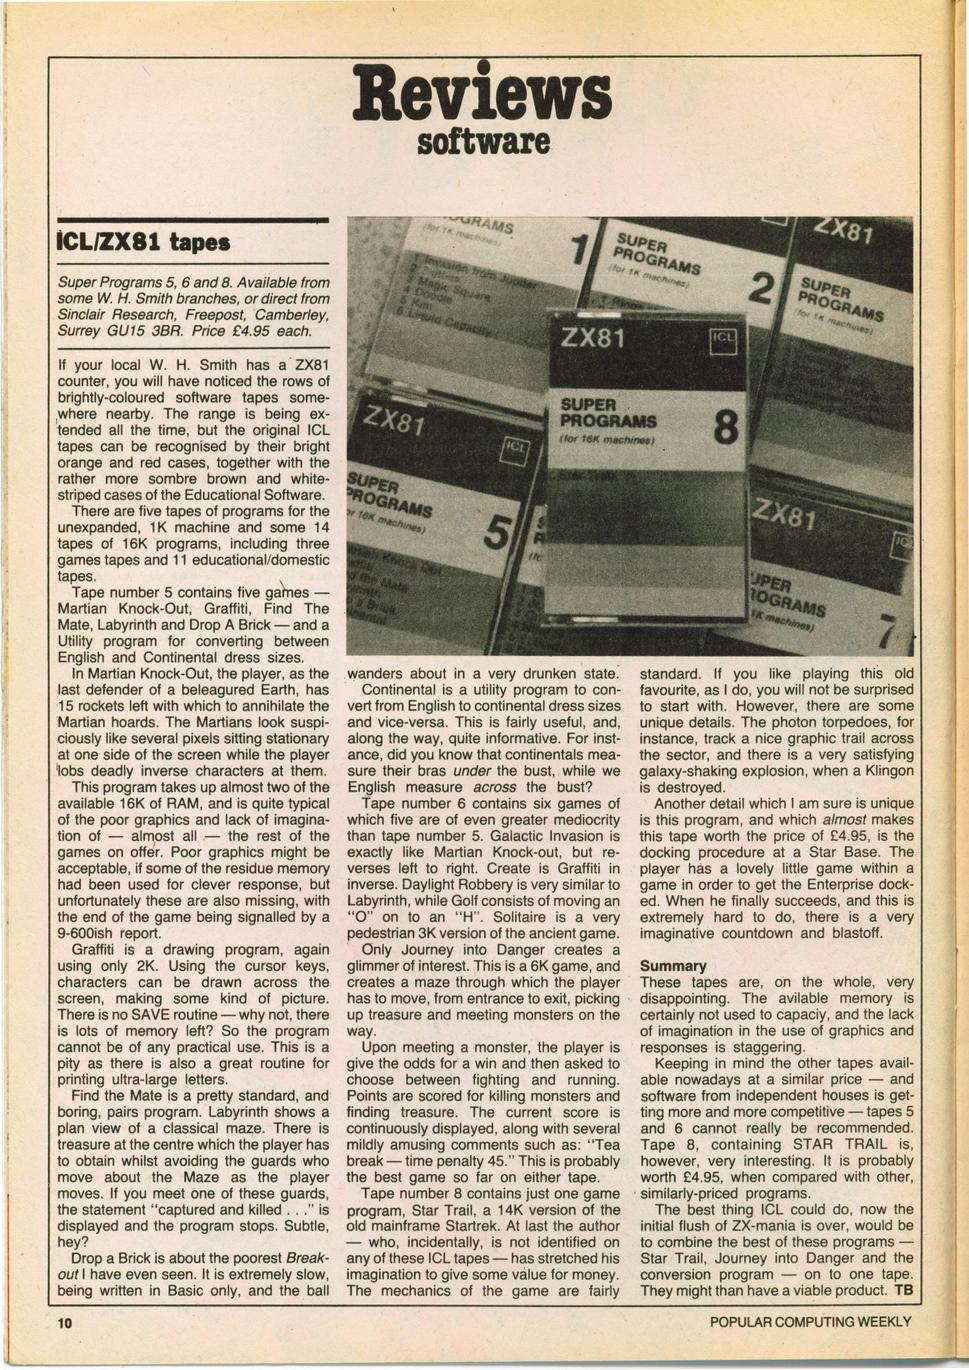 Reviews
software
ICL/ZX81 tapes
Super Programs 5, 6 and 8. Available from
some W. H. Smith branches, or direct from
Sinclair Research, Freepost, Camberley,
Surrey GU15 3BR. Price £4.95 each.
If your local W. H. Smith has a ZX81
counter, you will have noticed the rows of
brightly-coloured software tapes some-
where nearby. The range is being ex-
tended all the time, but the original ICL
tapes can be recognised by their bright
orange and red cases, together with the
rather more sombre brown and white-
striped cases of the Educational Software.
There are five tapes of programs for the
unexpanded, 1K machine and some 14
tapes of 16K programs, including three
games tapes and 11 educational/domestic
tapes.
Tape number 5 contains five games —
Martian Knock-Out, Graffiti, Find The
Mate, Labyrinth and Drop A Brick — and a
Utility program for converting between
English and Continental dress sizes.
In Martian Knock-Out, the player, as the
last defender of a beleagured Earth, has
15 rockets left with which to annihilate the
Martian hoards. The Martians look suspi-
ciously like several pixels sitting stationary
at one side of the screen while the player
lobs deadly inverse characters at them.
This program takes up almost two of the
available 16K of RAM, and is quite typical
of the poor graphics and lack of imagina-
tion of — almost all — the rest of the
games on offer. Poor graphics might be
acceptable, if some of the residue memory
had been used for clever response, but
unfortunately these are also missing, with
the end of the game being signalled by a
9-600ish report.
Graffiti is a drawing program, again
using only 2K. Using the cursor keys,
characters can be drawn across the
screen, making some kind of picture.
There is no SAVE routine — why not, there
is lots of memory left? So the program
cannot be of any practical use. This is a
pity as there is also a great routine for
printing ultra-large letters.
Find the Mate is a pretty standard, and
boring, pairs program. Labyrinth shows a
plan view of a classical maze. There is
treasure at the centre which the player has
to obtain whilst avoiding the guards who
move about the Maze as the player
moves. If you meet one of these guards,
the statement "captured and killed . . ." is
displayed and the program stops. Subtle,
hey?
Drop a Brick is about the poorest Break-
out I have even seen. It is extremely slow,
being written in Basic only, and the ball
OGRAMS
(for 1K machines)
1
1 Invasion from Jupiter
3 Magic Square
4 Doodle
5 Kim
6 Liquid Capacity
SUPER
PROGRAMS
(for 1K machines)
2
ZX81
SUPER
PROGRAMS
(for 1K machines)
ZX81
ICL
SUPER
PROGRAMS
(for 16K machines)
8
ZX81
ICL
SUPER
PROGRAMS
or 16K machines)
5
ZX81
UPER
OGRAMS
1K machines)
7
wanders about in a very drunken state.
Continental is a utility program to con-
vert from English to continental dress sizes
and vice-versa. This is fairly useful, and,
along the way, quite informative. For inst-
ance, did you know that continentals mea-
sure their bras under the bust, while we
English measure across the bust?
Tape number 6 contains six games of
which five are of even greater mediocrity
than tape number 5. Galactic Invasion is
exactly like Martian Knock-out, but re-
verses left to right. Create is Graffiti in
inverse. Daylight Robbery is very similar to
Labyrinth, while Golf consists of moving an
"O" on to an "H". Solitaire is a very
pedestrian 3K version of the ancient game.
Only Journey into Danger creates a
glimmer of interest. This is a 6K game, and
creates a maze through which the player
has to move, from entrance to exit, picking
up treasure and meeting monsters on the
way.
Upon meeting a monster, the player is
give the odds for a win and then asked to
choose between fighting and running.
Points are scored for killing monsters and
finding treasure. The current score is
continuously displayed, along with several
mildly amusing comments such as: "Tea
break — time penalty 45." This is probably
the best game so far on either tape.
Tape number 8 contains just one game
program, Star Trail, a 14K version of the
old mainframe Startrek. At last the author
— who, incidentally, is not identified on
any of these ICL tapes — has stretched his
imagination to give some value for money.
The mechanics of the game are fairly
standard. If you like playing this old
favourite, as I do, you will not be surprised
to start with. However, there are some
unique details. The photon torpedoes, for
instance, track a nice graphic trail across
the sector, and there is a very satisfying
galaxy-shaking explosion, when a Klingon
is destroyed.
Another detail which I am sure is unique
is this program, and which almost makes
this tape worth the price of £4.95, is the
docking procedure at a Star Base. The
player has a lovely little game within a
game in order to get the Enterprise dock-
ed. When he finally succeeds, and this is
extremely hard to do, there is a very
imaginative countdown and blastoff.
Summary
These tapes are, on the whole, very
disappointing. The avilable memory is
certainly not used to capaciy, and the lack
of imagination in the use of graphics and
responses is staggering.
Keeping in mind the other tapes avail-
able nowadays at a similar price — and
software from independent houses is get-
ting more and more competitive — tapes 5
and 6 cannot really be recommended.
Tape 8, containing STAR TRAIL is,
however, very interesting. It is probably
worth £4.95, when compared with other,
similarly-priced programs.
The best thing ICL could do, now the
initial flush of ZX-mania is over, would be
to combine the best of these programs —
Star Trail, Journey into Danger and the
conversion program — on to one tape.
They might than have a viable product. TB
10
POPULAR COMPUTING WEEKLY